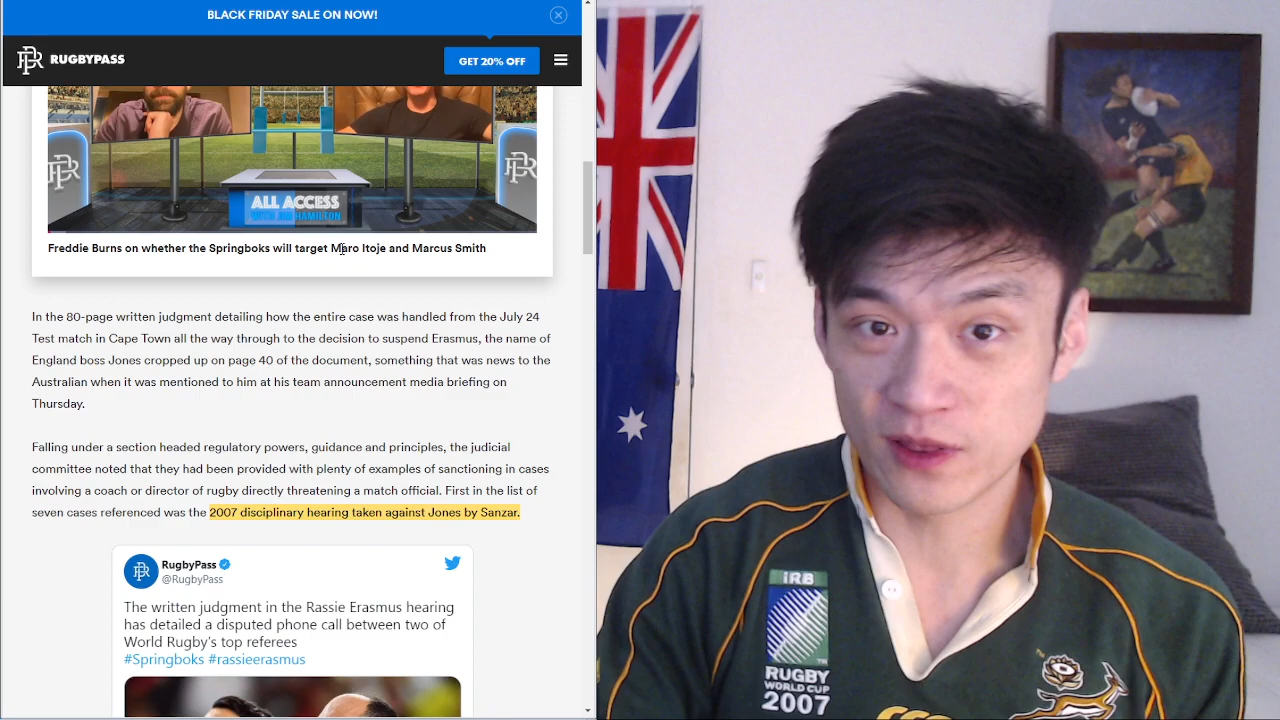 BLACK FRIDAY SALE ON NOW!
RUGBYPASS
GET 20% OFF
ALL ACCESS
WITH JIM HAMILTON
Freddie Burns on whether the Springboks will target Maro Itoje and Marcus Smith
In the 80-page written judgment detailing how the entire case was handled from the July 24
Test match in Cape Town all the way through to the decision to suspend Erasmus, the name of
England boss Jones cropped up on page 40 of the document, something that was news to the
Australian when it was mentioned to him at his team announcement media briefing on
Thursday.
Falling under a section headed regulatory powers, guidance and principles, the judicial
committee noted that they had been provided with plenty of examples of sanctioning in cases
involving a coach or director of rugby directly threatening a match official. First in the list of
seven cases referenced was the 2007 disciplinary hearing taken against Jones by Sanzar.
RugbyPass
@RugbyPass
The written judgment in the Rassie Erasmus hearing
has detailed a disputed phone call between two of
World Rugby's top referees
#Springboks #rassieerasmus
iRB
TM
RUGBY
WORLD CUP
2007